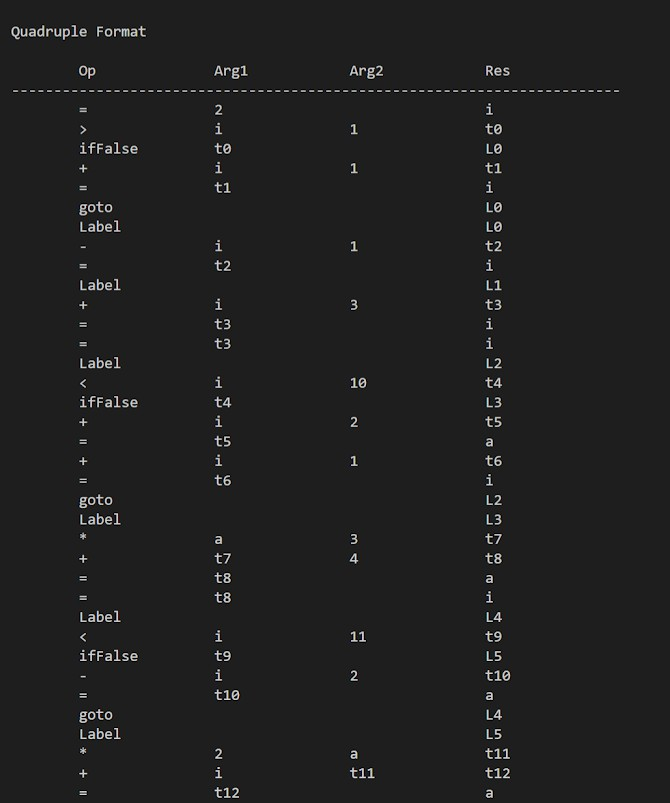 Quadruple Format
Op Arg1 Arg2 Res
--------------------------------------------------------------------
= 2 i
> i 1 t0
ifFalse t0 L0
+ i 1 t1
= t1 i
goto L0
Label L0
- i 1 t2
= t2 i
Label L1
+ i 3 t3
= t3 i
= t3 i
Label L2
< i 10 t4
ifFalse t4 L3
+ i 2 t5
= t5 a
+ i 1 t6
= t6 i
goto L2
Label L3
* a 3 t7
+ t7 4 t8
= t8 a
= t8 i
Label L4
< i 11 t9
ifFalse t9 L5
- i 2 t10
= t10 a
goto L4
Label L5
* 2 a t11
+ i t11 t12
= t12 a